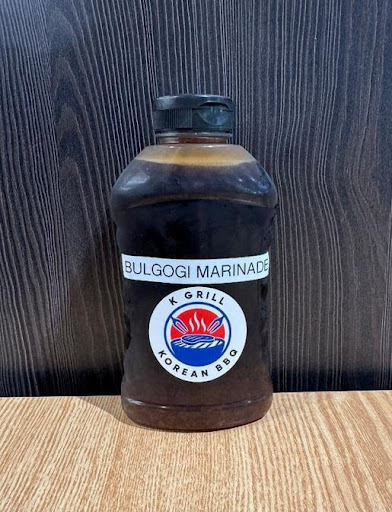 BULGOGI MARINADE
K GRILL
KOREAN BBQ